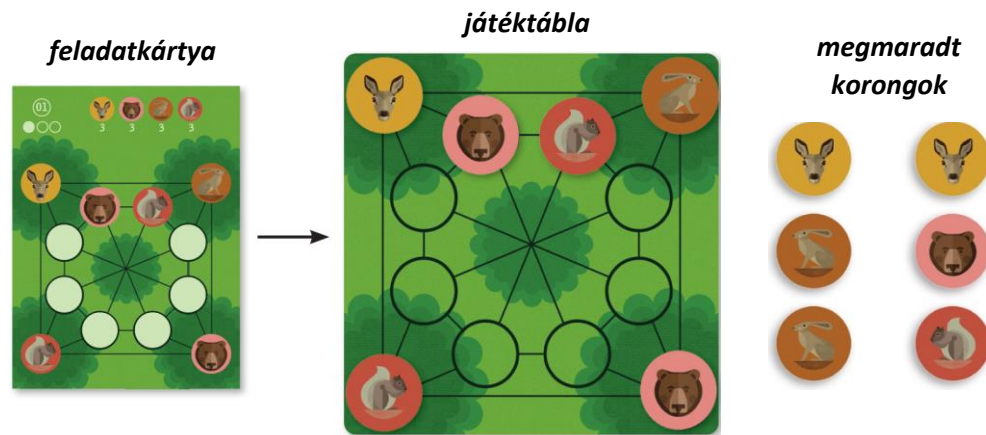 feladatkártya
játéktábla
megmaradt
korongok
01
3 3 3 3